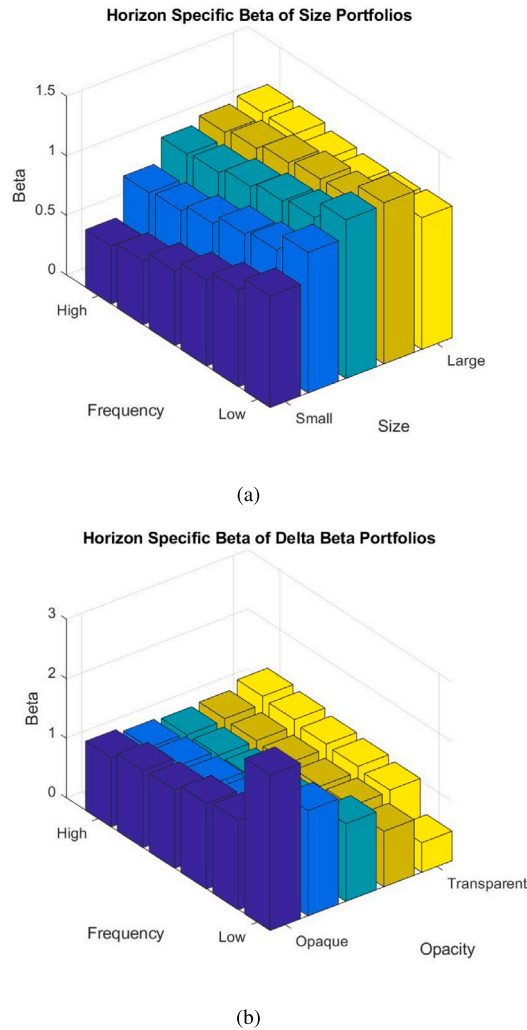 Horizon Specific Beta of Size Portfolios
1.5
1
0.5
0
Beta
High
Low
Frequency
Small
Large
Size
(a)
Horizon Specific Beta of Delta Beta Portfolios
3
2
1
0
Beta
High
Low
Frequency
Opaque
Transparent
Opacity
(b)